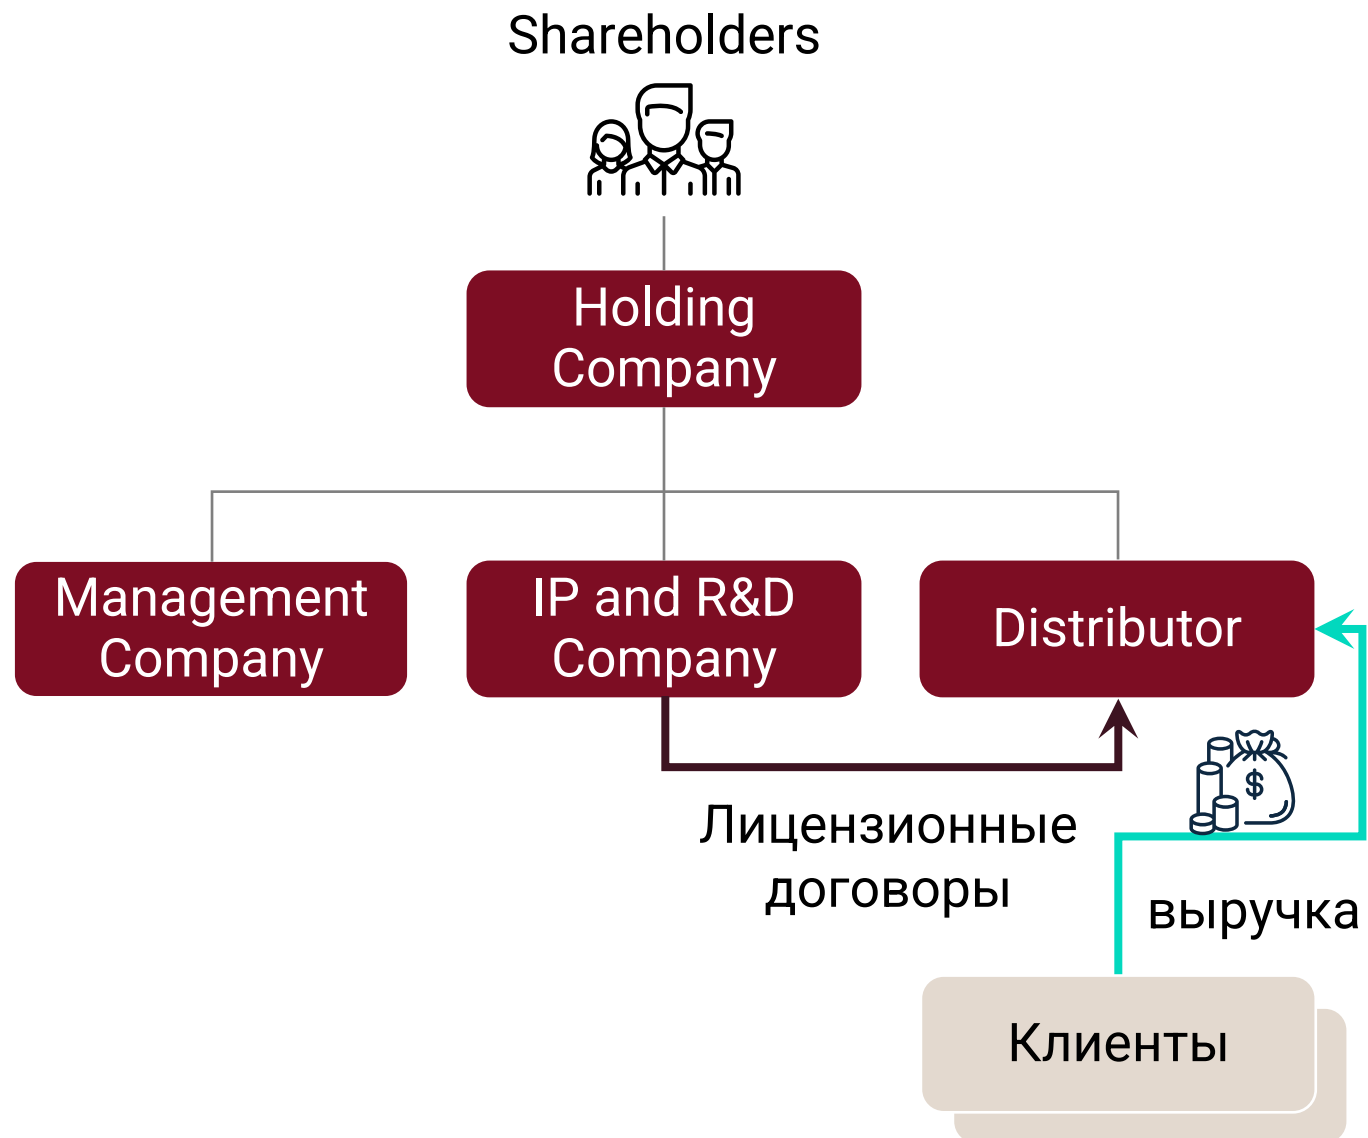 Shareholders
Holding
Company
Management
Company
IP and R&D
Company
Distributor
$
Лицензионные
договоры
выручка
Клиенты